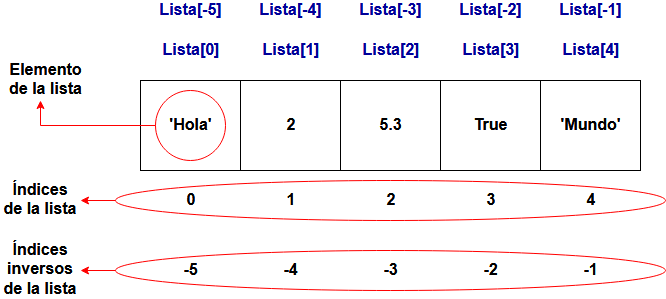 Lista[-5] Lista[-4] Lista[-3] Lista[-2] Lista[-1]
Lista[0] Lista[1] Lista[2] Lista[3] Lista[4]
Elemento
de la lista
'Hola' 2 5.3 True 'Mundo'
Índices
de la lista
0 1 2 3 4
Índices
inversos
de la lista
-5 -4 -3 -2 -1